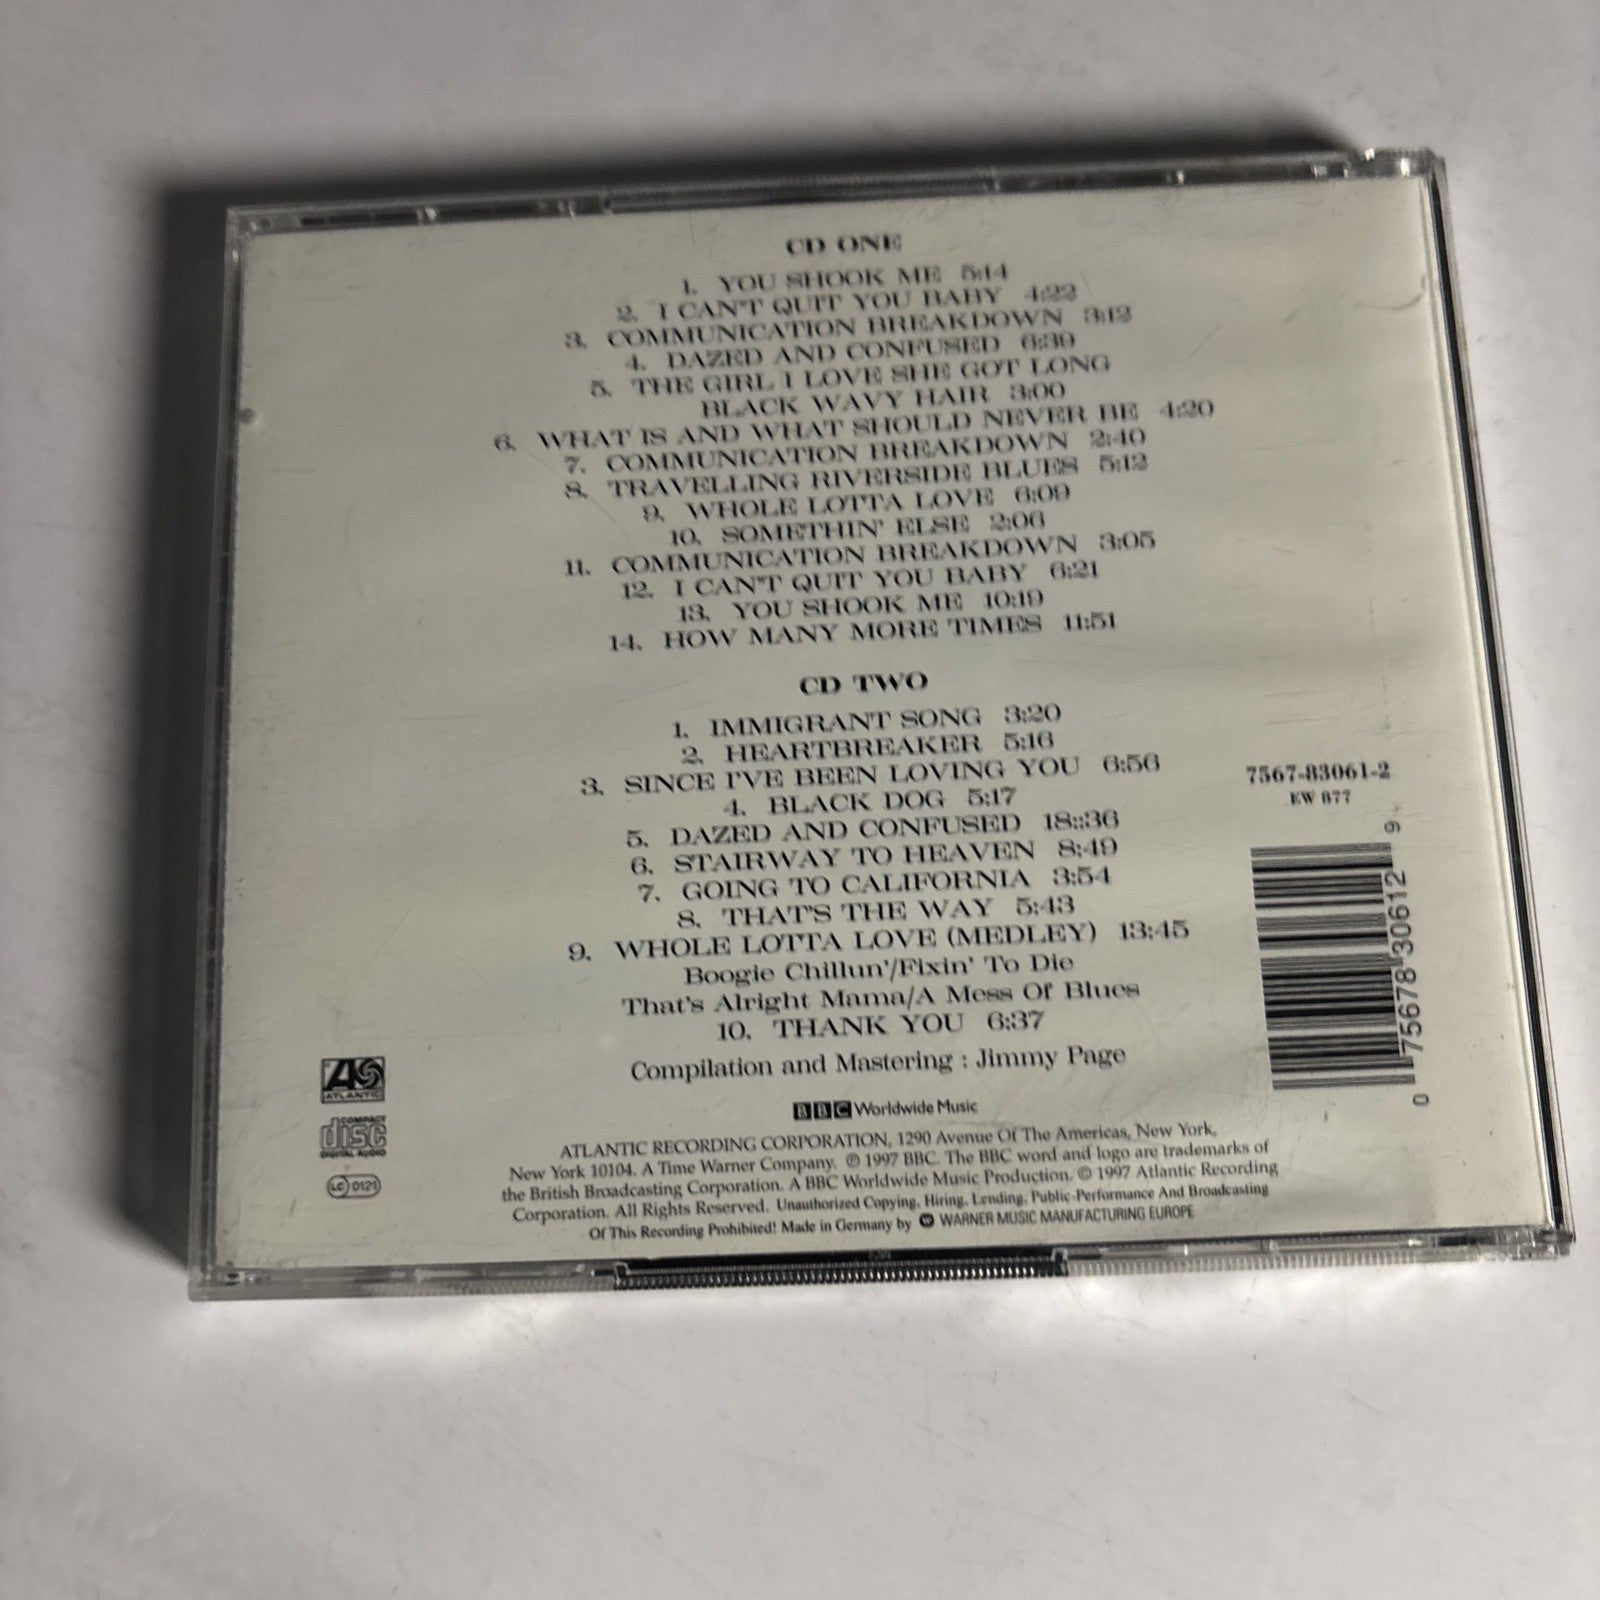 CD ONE
1. YOU SHOOK ME 5:14
2. I CAN'T QUIT YOU BABY 4:22
3. COMMUNICATION BREAKDOWN 3:12
4. DAZED AND CONFUSED 6:39
5. THE GIRL I LOVE SHE GOT LONG
BLACK WAVY HAIR 3:00
6. WHAT IS AND WHAT SHOULD NEVER BE 4:20
7. COMMUNICATION BREAKDOWN 2:40
8. TRAVELLING RIVERSIDE BLUES 5:12
9. WHOLE LOTTA LOVE 6:09
10. SOMETHIN' ELSE 2:06
11. COMMUNICATION BREAKDOWN 3:05
12. I CAN'T QUIT YOU BABY 6:21
13. YOU SHOOK ME 10:19
14. HOW MANY MORE TIMES 11:51
CD TWO
1. IMMIGRANT SONG 3:20
2. HEARTBREAKER 5:16
3. SINCE I'VE BEEN LOVING YOU 6:56
4. BLACK DOG 5:17
5. DAZED AND CONFUSED 18::36
6. STAIRWAY TO HEAVEN 8:49
7. GOING TO CALIFORNIA 3:54
8. THAT'S THE WAY 5:43
9. WHOLE LOTTA LOVE (MEDLEY) 13:45
Boogie Chillun'/Fixin' To Die
That's Alright Mama/A Mess Of Blues
10. THANK YOU 6:37
Compilation and Mastering : Jimmy Page
7567-83061-2
EW 877
0 75678 30612 9
ATLANTIC
COMPACT
disc
DIGITAL AUDIO
LC 0121
BBC Worldwide Music
ATLANTIC RECORDING CORPORATION, 1290 Avenue Of The Americas, New York,
New York 10104. A Time Warner Company. ℗ 1997 BBC. The BBC word and logo are trademarks of
the British Broadcasting Corporation. A BBC Worldwide Music Production. © 1997 Atlantic Recording
Corporation. All Rights Reserved. Unauthorized Copying, Hiring, Lending, Public-Performance And Broadcasting
Of This Recording Prohibited! Made in Germany by WARNER MUSIC MANUFACTURING EUROPE